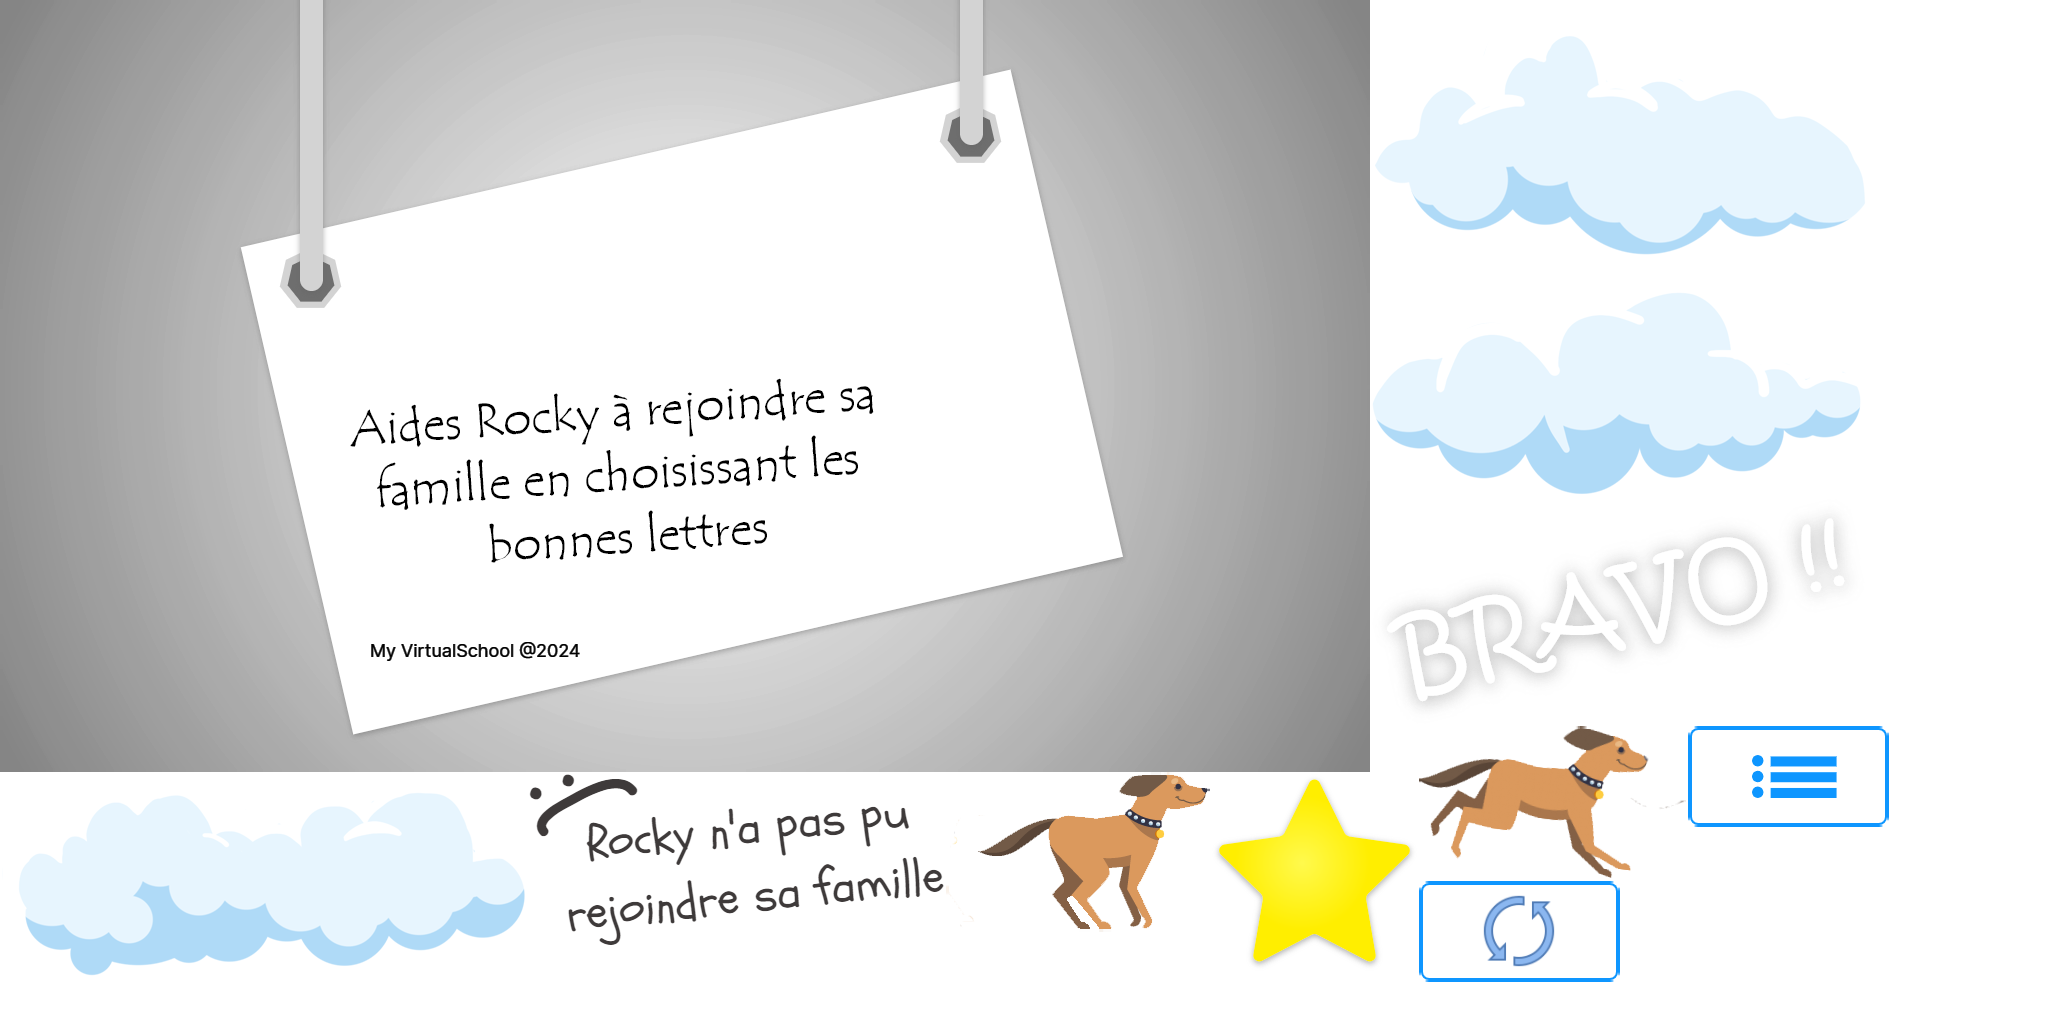 Aides Rocky à rejoindre sa
famille en choisissant les
bonnes lettres
My VirtualSchool @2024
BRAVO !!
Rocky n'a pas pu
rejoindre sa famille